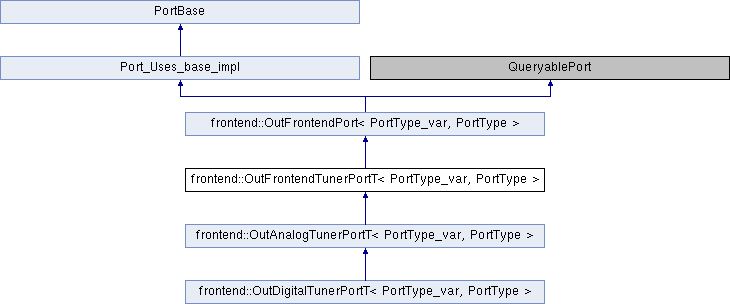 PortBase
Port_Uses_base_impl
QueryablePort
frontend::OutFrontendPort< PortType_var, PortType >
frontend::OutFrontendTunerPortT< PortType_var, PortType >
frontend::OutAnalogTunerPortT< PortType_var, PortType >
frontend::OutDigitalTunerPortT< PortType_var, PortType >